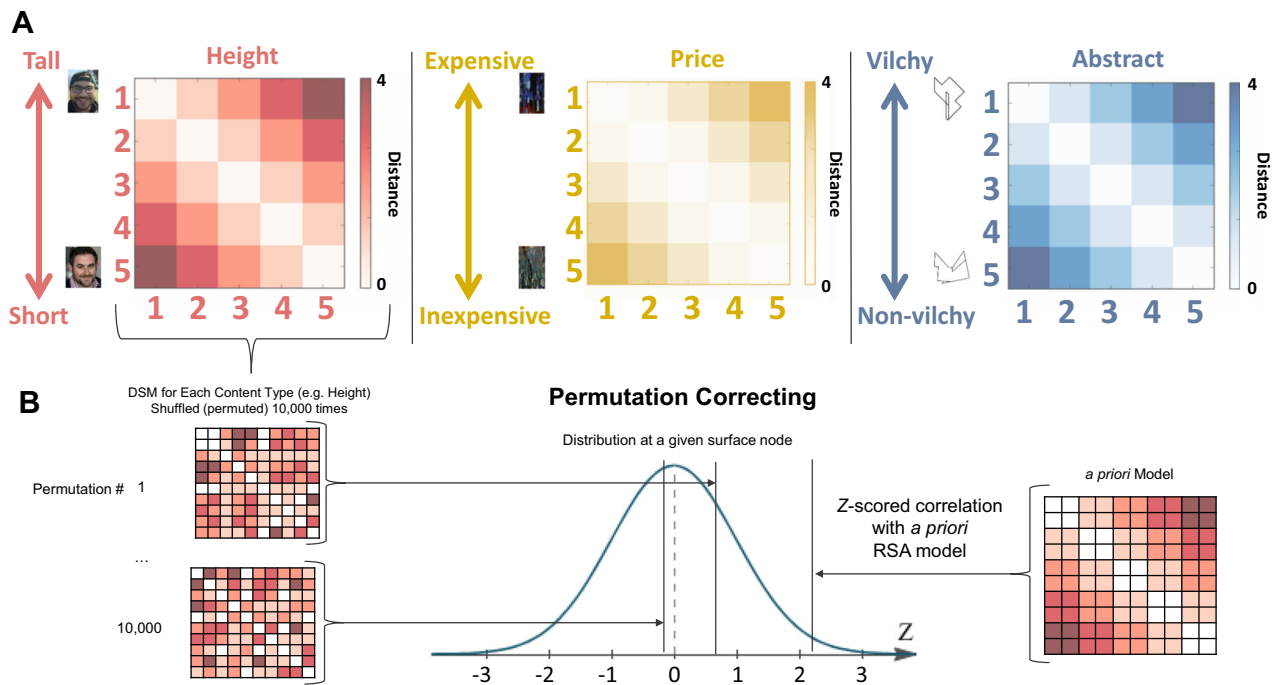 A
Tall
Height
4
1
2
3
4
5
Distance
0
Short
1 2 3 4 5
Expensive
Price
4
1
2
3
4
5
Distance
0
Inexpensive
1 2 3 4 5
Vilchy
Abstract
4
1
2
3
4
5
Distance
0
Non-vilchy
1 2 3 4 5
B
DSM for Each Content Type (e.g. Height)
Shuffled (permuted) 10,000 times
Permutation # 1
...
10,000
Permutation Correcting
Distribution at a given surface node
Z-scored correlation
with a priori
RSA model
a priori Model
Z
-3 -2 -1 0 1 2 3